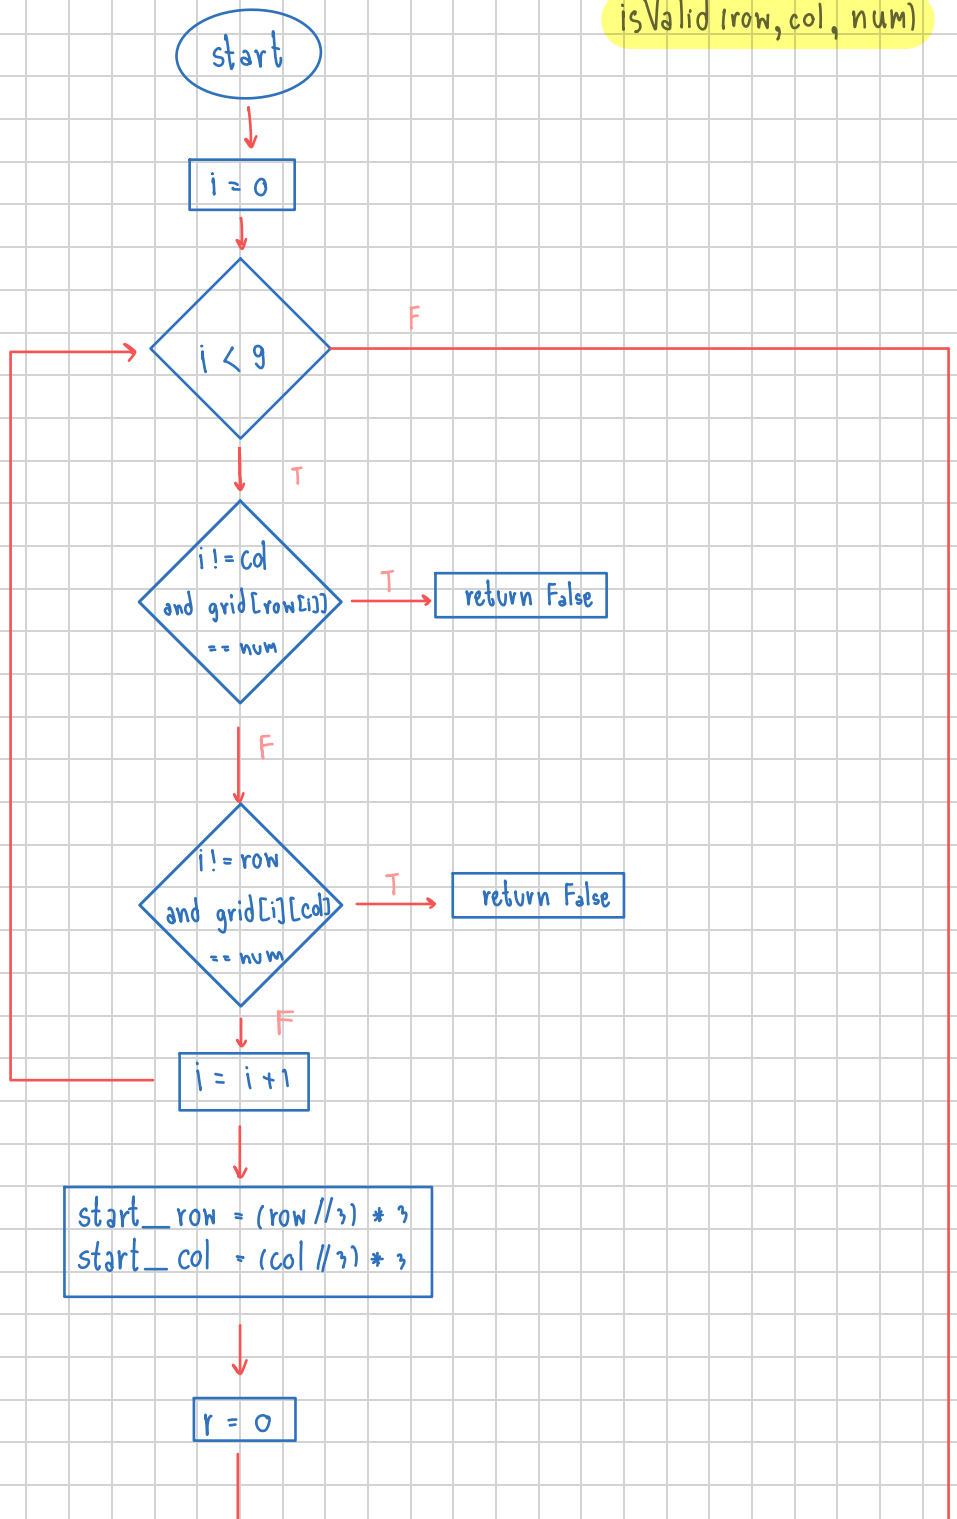 isValid (row, col, num)
start
i = 0
i < 9
F
T
i != col
and grid[row[i]]
== num
T
return False
F
i != row
and grid[i][col]
== num
T
return False
F
i = i + 1
start_row = (row // 3) * 3
start_col = (col // 3) * 3
r = 0